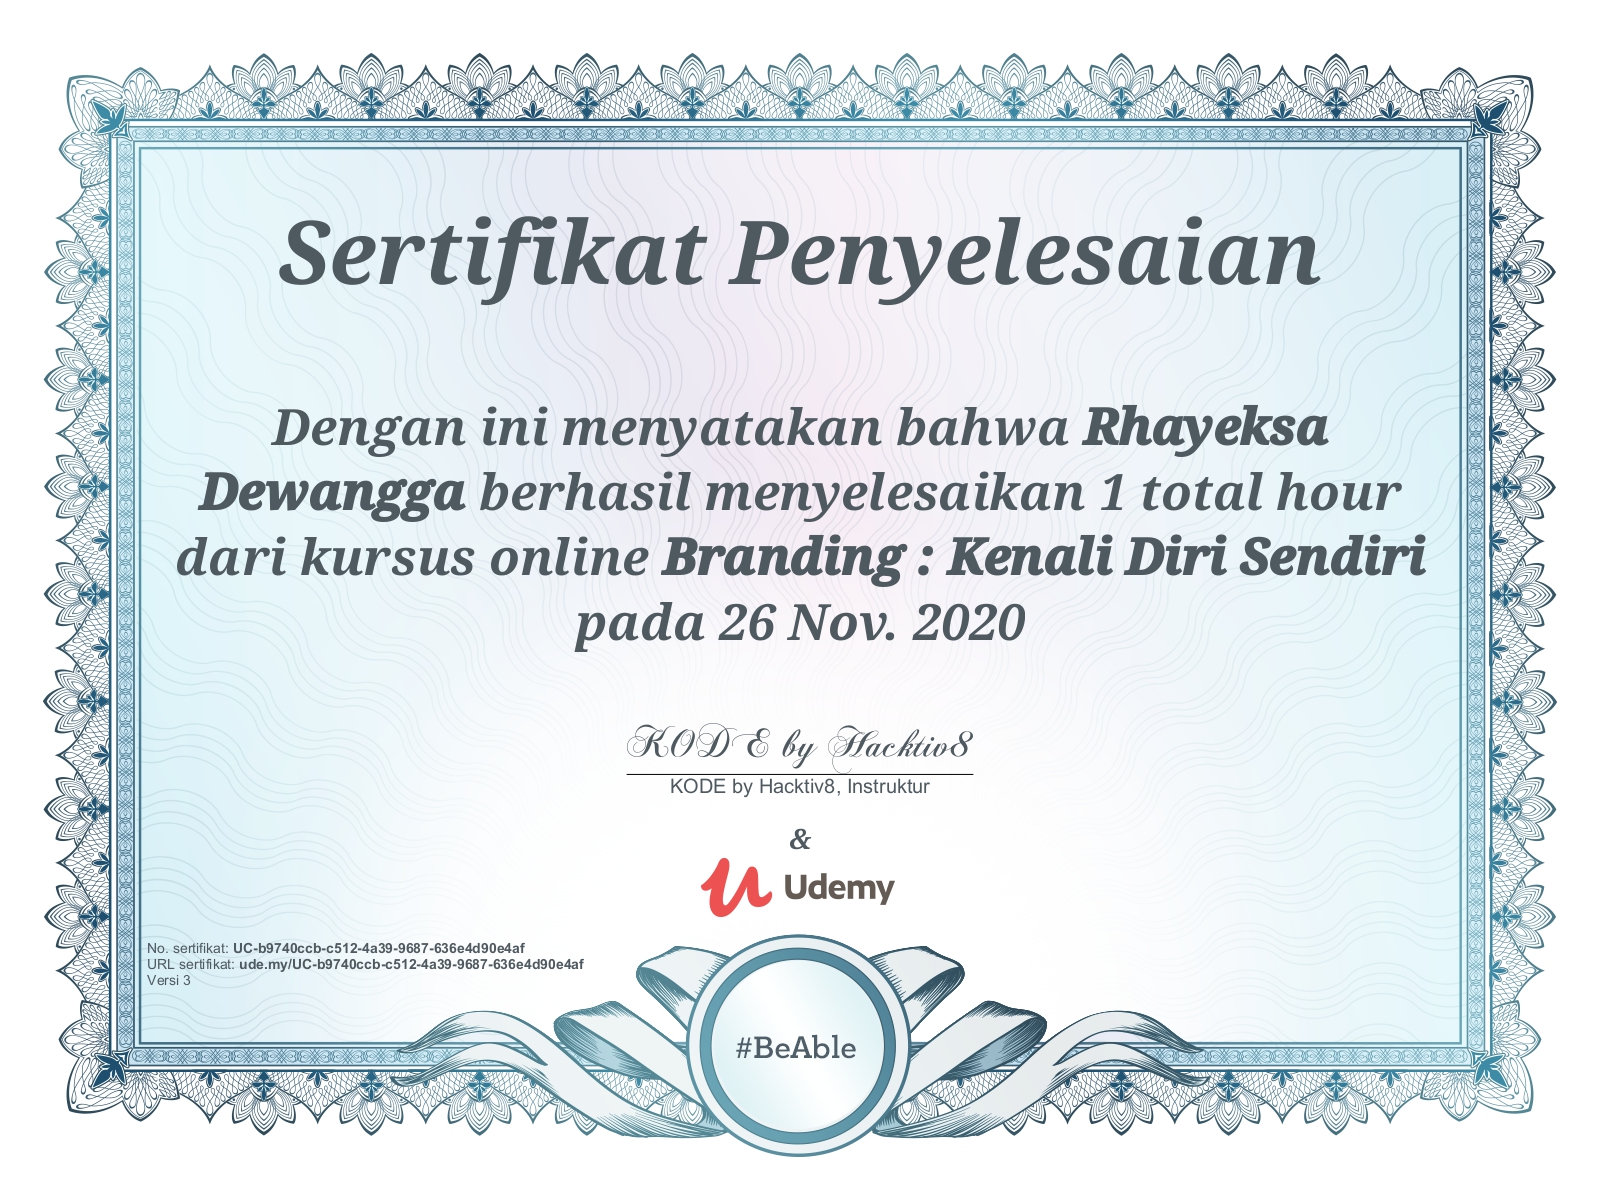 Sertifikat Penyelesaian
Dengan ini menyatakan bahwa Rhayeksa
Dewangga berhasil menyelesaikan 1 total hour
dari kursus online Branding : Kenali Diri Sendiri
pada 26 Nov. 2020
KODE by Hacktiv8
KODE by Hacktiv8, Instruktur
&
Udemy
No. sertifikat: UC-b9740ccb-c512-4a39-9687-636e4d90e4af
URL sertifikat: ude.my/UC-b9740ccb-c512-4a39-9687-636e4d90e4af
Versi 3
#BeAble